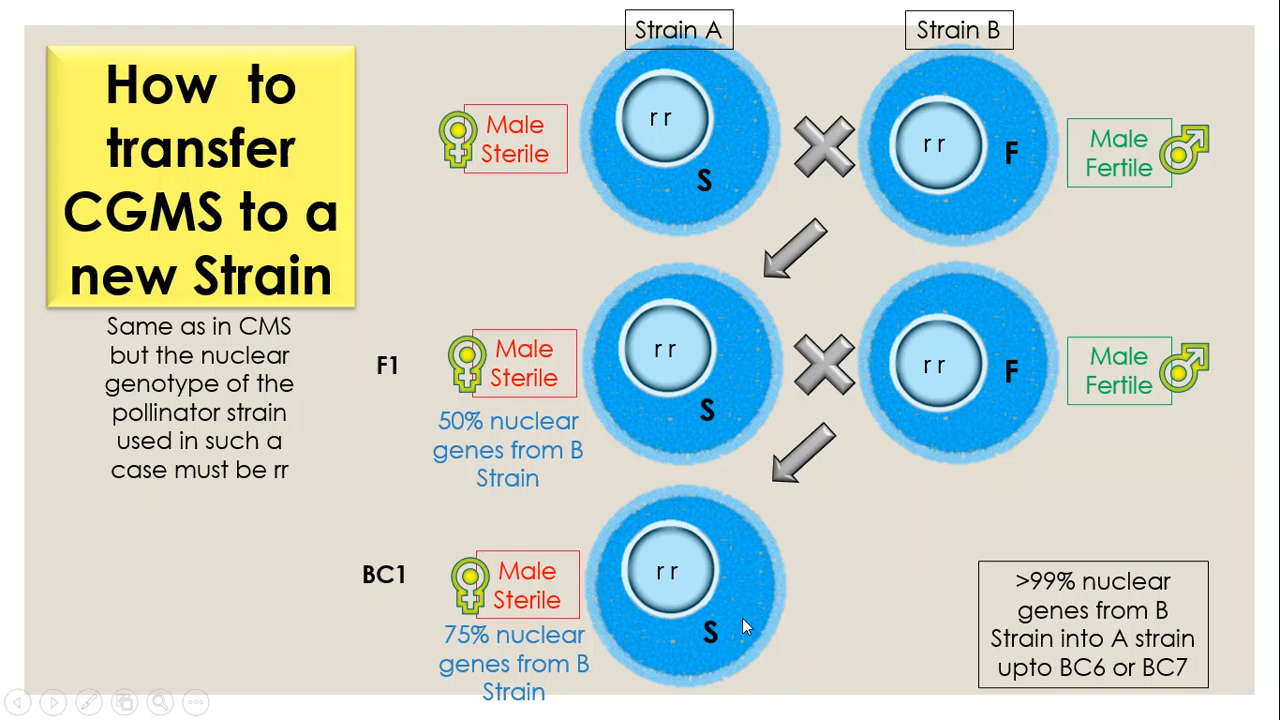 How to
transfer
CGMS to a
new Strain
Same as in CMS
but the nuclear
genotype of the
pollinator strain
used in such a
case must be rr
Strain A
Strain B
Male
Sterile
r r
S
r r
F
Male
Fertile
F1
Male
Sterile
50% nuclear
genes from B
Strain
r r
S
r r
F
Male
Fertile
BC1
Male
Sterile
75% nuclear
genes from B
Strain
r r
S
>99% nuclear
genes from B
Strain into A strain
upto BC6 or BC7